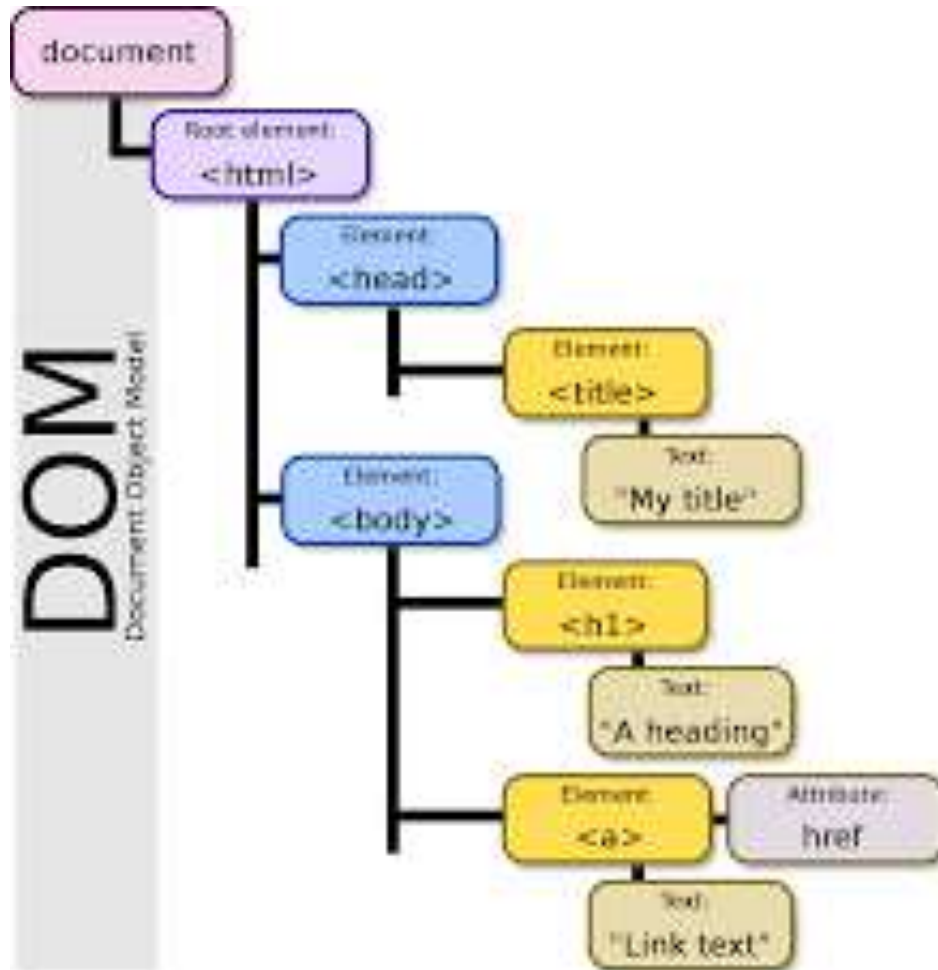 document
Root element:
<html>
Element:
<head>
Element:
<title>
Text:
"My title"
Element:
<body>
Element:
<h1>
Text:
"A heading"
Element:
<a>
Attribute:
href
Text:
"Link text"
DOM
Document Object Model